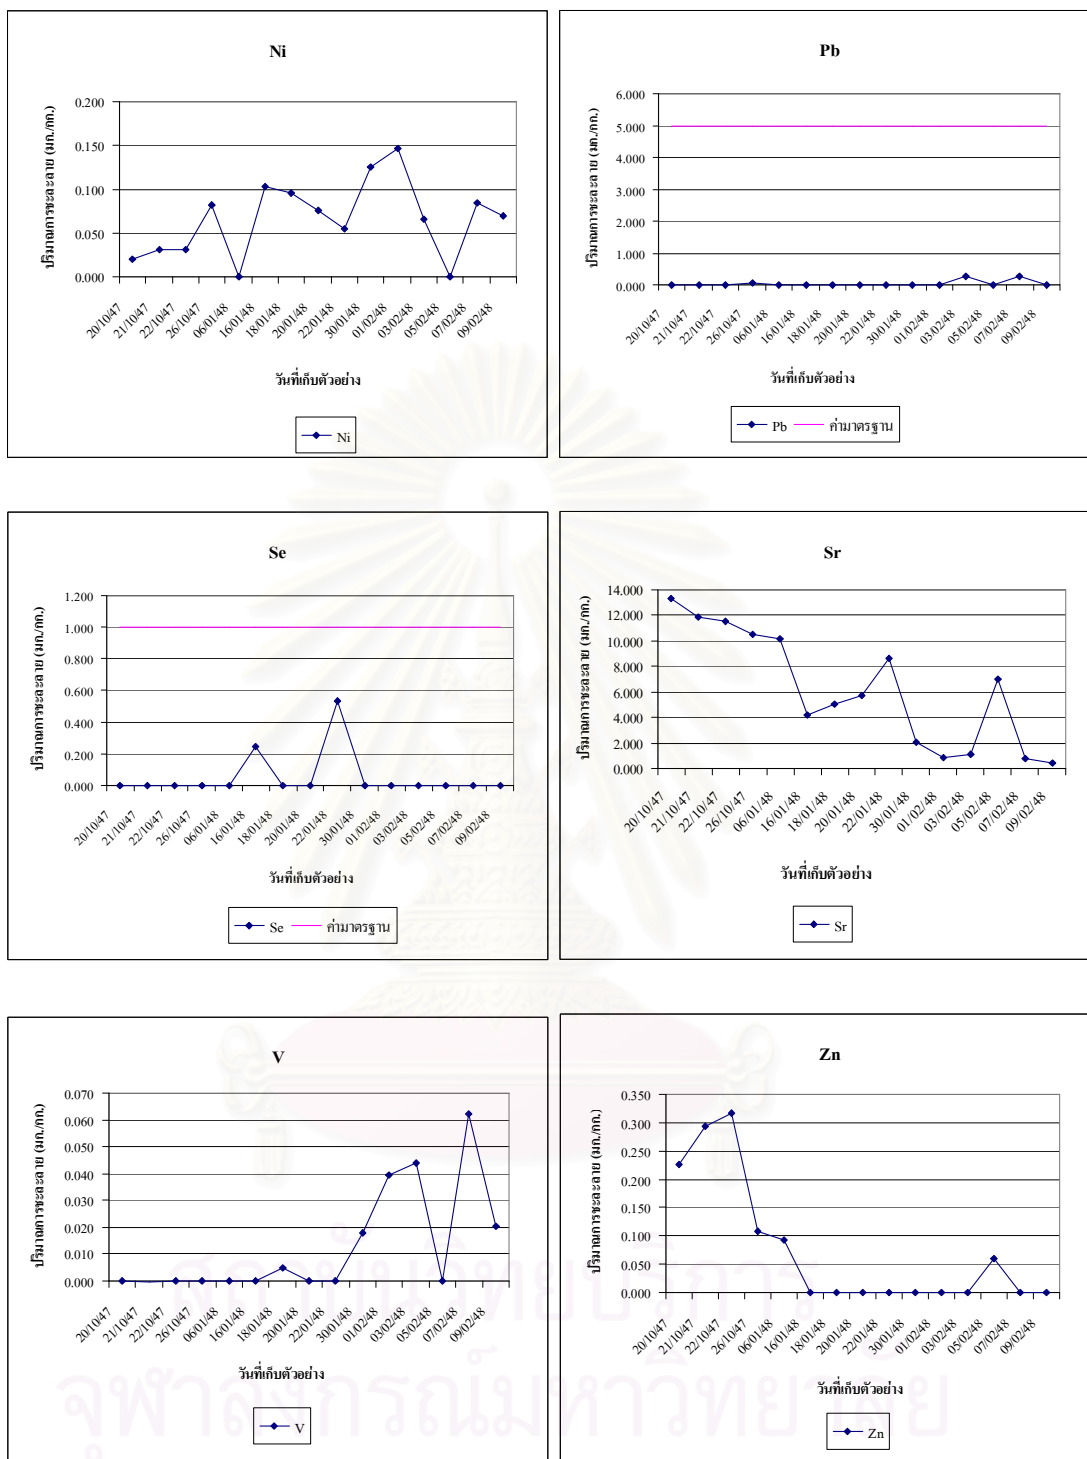 Ni
ปริมาณการชะละลาย (มก./กก.)
0.200
0.150
0.100
0.050
0.000
20/10/47 21/10/47 22/10/47 26/10/47 06/01/48 16/01/48 18/01/48 20/01/48 22/01/48 30/01/48 01/02/48 03/02/48 05/02/48 07/02/48 09/02/48
วันที่เก็บตัวอย่าง
Ni
Pb
ปริมาณการชะละลาย (มก./กก.)
6.000
5.000
4.000
3.000
2.000
1.000
0.000
20/10/47 21/10/47 22/10/47 26/10/47 06/01/48 16/01/48 18/01/48 20/01/48 22/01/48 30/01/48 01/02/48 03/02/48 05/02/48 07/02/48 09/02/48
วันที่เก็บตัวอย่าง
Pb ค่ามาตรฐาน
Se
ปริมาณการชะละลาย (มก./กก.)
1.200
1.000
0.800
0.600
0.400
0.200
0.000
20/10/47 21/10/47 22/10/47 26/10/47 06/01/48 16/01/48 18/01/48 20/01/48 22/01/48 30/01/48 01/02/48 03/02/48 05/02/48 07/02/48 09/02/48
วันที่เก็บตัวอย่าง
Se ค่ามาตรฐาน
Sr
ปริมาณการชะละลาย (มก./กก.)
14.000
12.000
10.000
8.000
6.000
4.000
2.000
0.000
20/10/47 21/10/47 22/10/47 26/10/47 06/01/48 16/01/48 18/01/48 20/01/48 22/01/48 30/01/48 01/02/48 03/02/48 05/02/48 07/02/48 09/02/48
วันที่เก็บตัวอย่าง
Sr
V
ปริมาณการชะละลาย (มก./กก.)
0.070
0.060
0.050
0.040
0.030
0.020
0.010
0.000
20/10/47 21/10/47 22/10/47 26/10/47 06/01/48 16/01/48 18/01/48 20/01/48 22/01/48 30/01/48 01/02/48 03/02/48 05/02/48 07/02/48 09/02/48
วันที่เก็บตัวอย่าง
V
Zn
ปริมาณการชะละลาย (มก./กก.)
0.350
0.300
0.250
0.200
0.150
0.100
0.050
0.000
20/10/47 21/10/47 22/10/47 26/10/47 06/01/48 16/01/48 18/01/48 20/01/48 22/01/48 30/01/48 01/02/48 03/02/48 05/02/48 07/02/48 09/02/48
วันที่เก็บตัวอย่าง
Zn
สถาบันวิทยบริการ
จุฬาลงกรณ์มหาวิทยาลัย